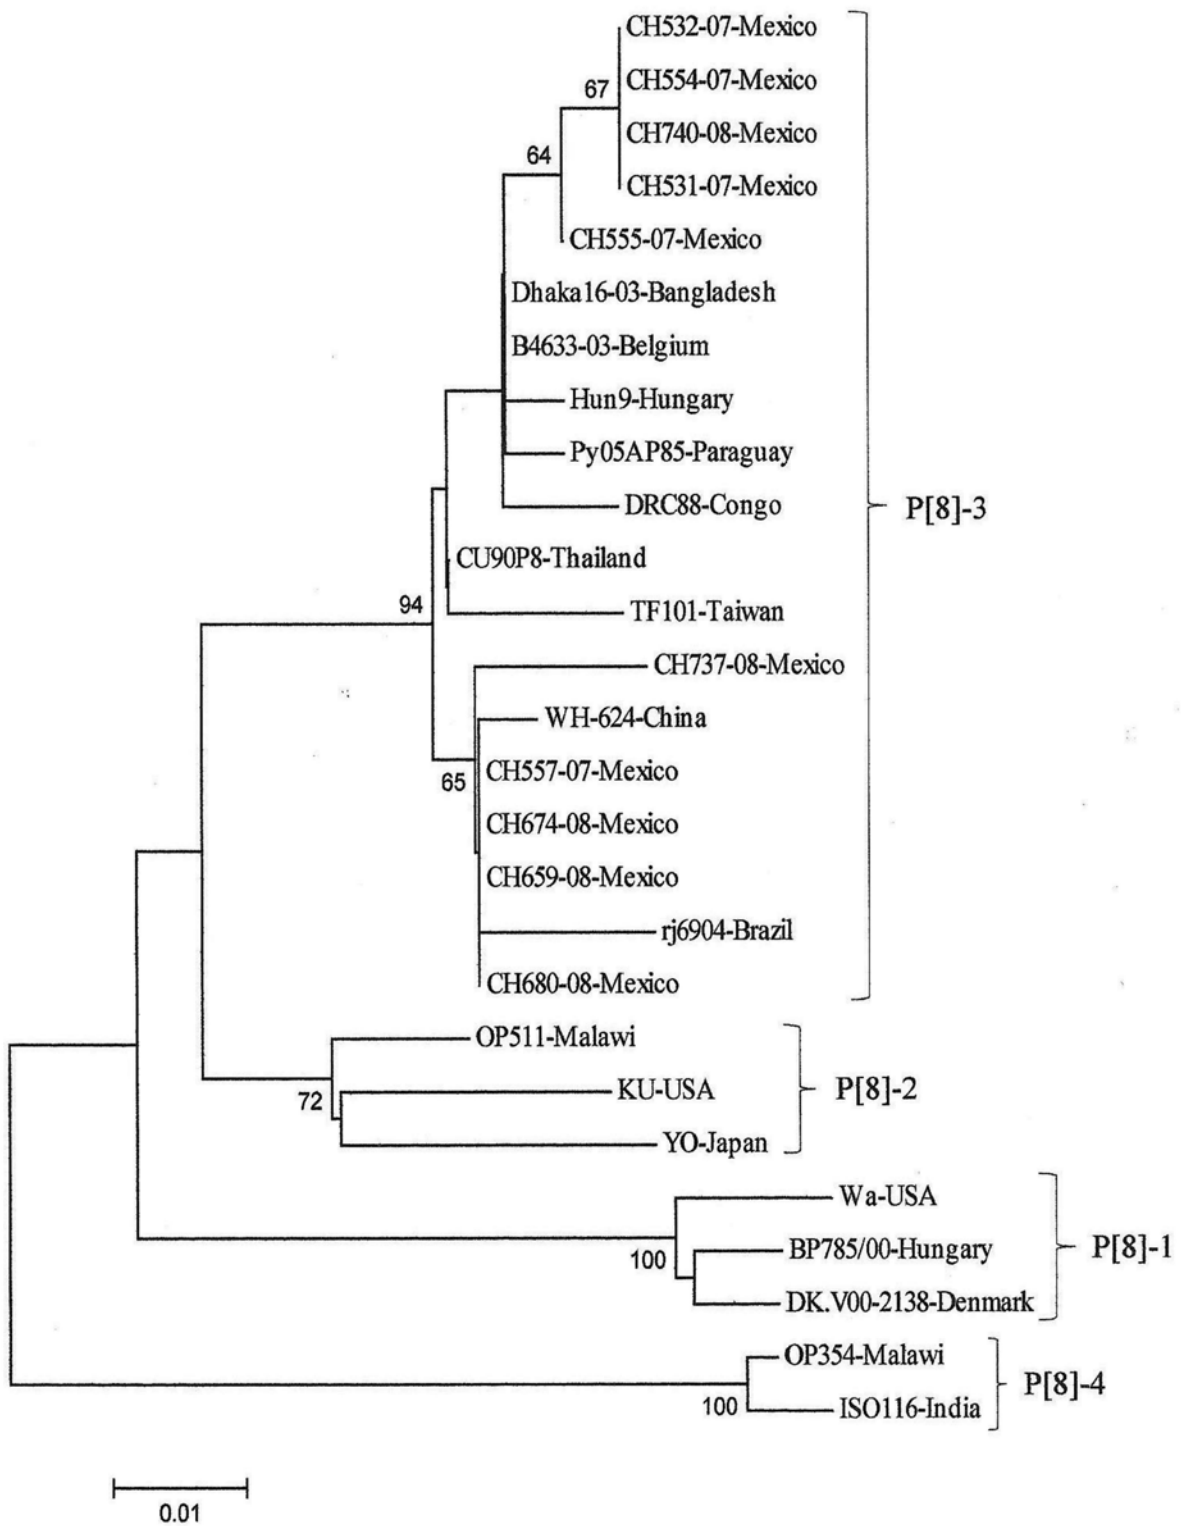 CH532-07-Mexico
CH554-07-Mexico
67
CH740-08-Mexico
64
CH531-07-Mexico
CH555-07-Mexico
Dhaka16-03-Bangladesh
B4633-03-Belgium
Hun9-Hungary
Py05AP85-Paraguay
DRC88-Congo
P[8]-3
CU90P8-Thailand
94
TF101-Taiwan
CH737-08-Mexico
WH-624-China
65
CH557-07-Mexico
CH674-08-Mexico
CH659-08-Mexico
rj6904-Brazil
CH680-08-Mexico
OP511-Malawi
72
KU-USA
P[8]-2
YO-Japan
Wa-USA
100
BP785/00-Hungary
P[8]-1
DK.V00-2138-Denmark
OP354-Malawi
P[8]-4
100
ISO116-India
0.01